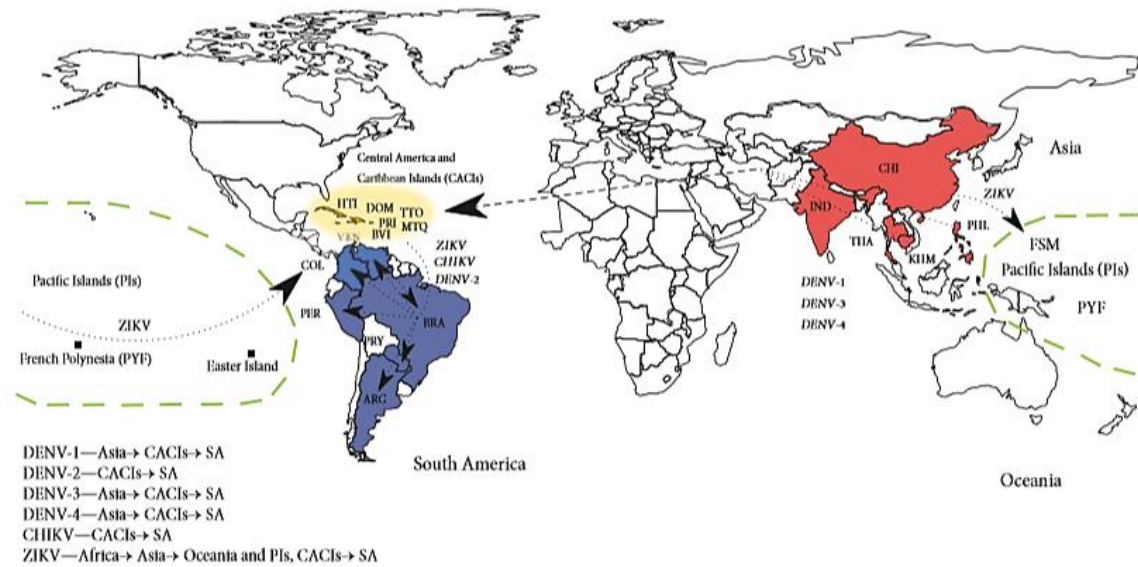 Central America and
Caribbean Islands (CACIs)
HTI
DOM
TTO
PRI
MTQ
BVI
VEN
COL
ZIKV
CHIKV
DENV-2
PER
BRA
PRY
ARG
Pacific Islands (PIs)
ZIKV
French Polynesia (PYF)
Easter Island
South America
Asia
CHI
IND
ZIKV
PHL
THA
KHM
FSM
Pacific Islands (PIs)
PYF
DENV-1
DENV-3
DENV-4
Oceania
DENV-1—Asia→ CACIs→ SA
DENV-2—CACIs→ SA
DENV-3—Asia→ CACIs→ SA
DENV-4—Asia→ CACIs→ SA
CHIKV—CACIs→ SA
ZIKV—Africa→ Asia→ Oceania and PIs, CACIs→ SA